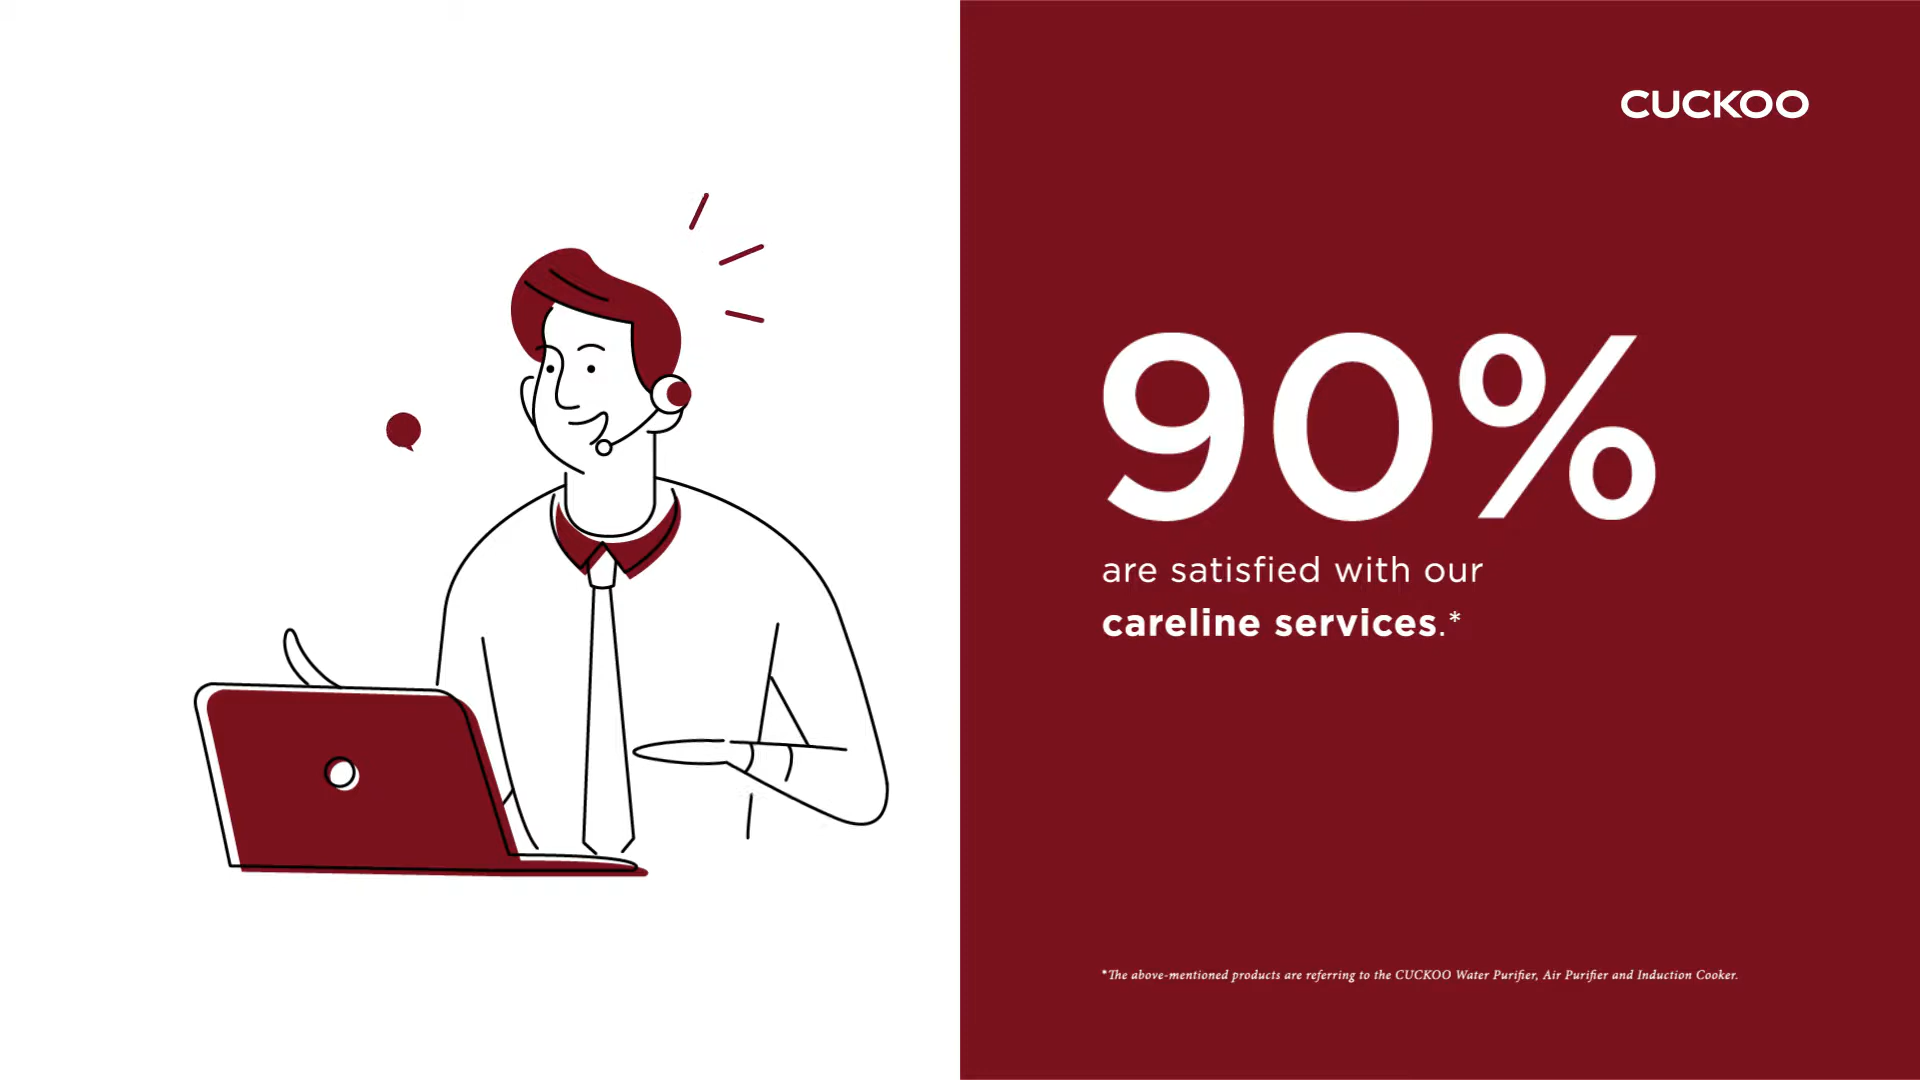 CUCKOO
90%
are satisfied with our
careline services.*
*The above-mentioned products are referring to the CUCKOO Water Purifier, Air Purifier and Induction Cooker.